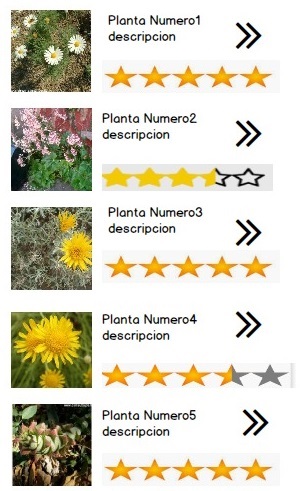 Planta Numero1
descripcion
Planta Numero2
descripcion
Planta Numero3
descripcion
Planta Numero4
descripcion
Planta Numero5
descripcion